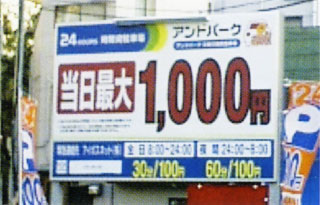 24HOURS 時間貸駐車場
アンドパーク
当日最大 1,000円
全日 8:00~24:00 夜間 24:00~8:00
30分/100円 60分/100円
24
P
24
P